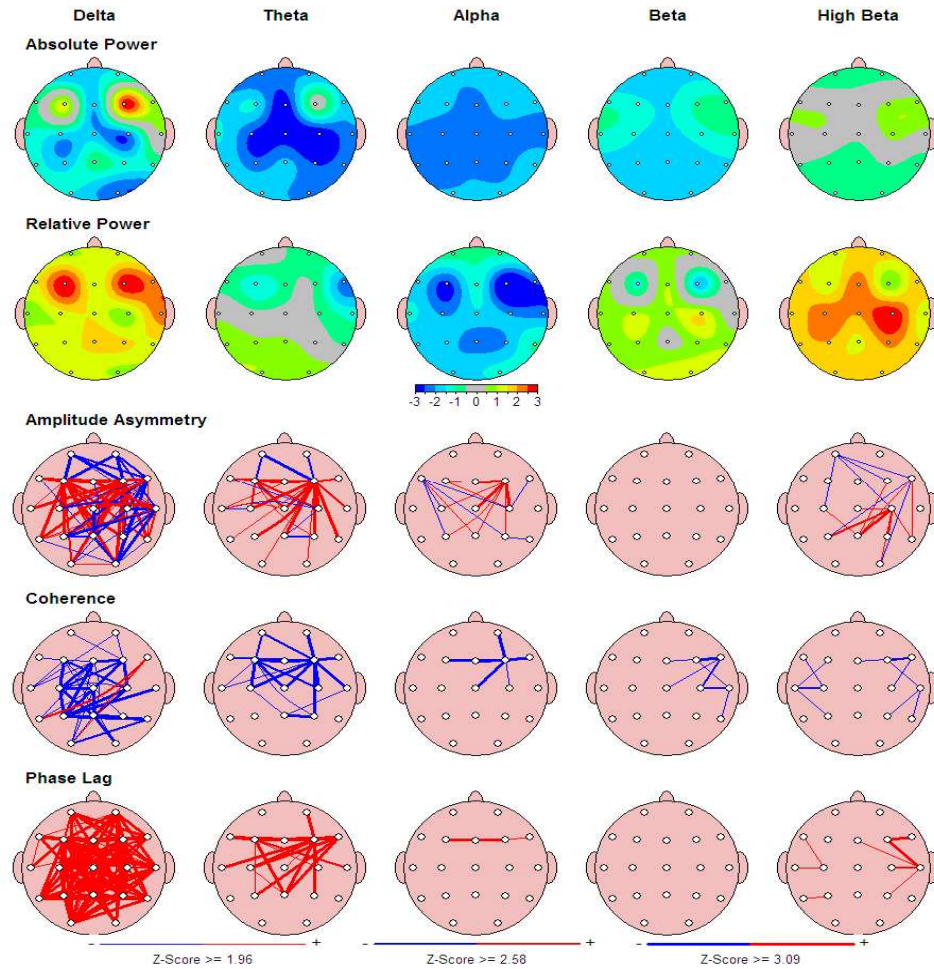 Delta Theta Alpha Beta High Beta
Absolute Power
Relative Power
-3 -2 -1 0 1 2 3
Amplitude Asymmetry
Coherence
Phase Lag
- + - + - +
Z-Score >= 1.96 Z-Score >= 2.58 Z-Score >= 3.09